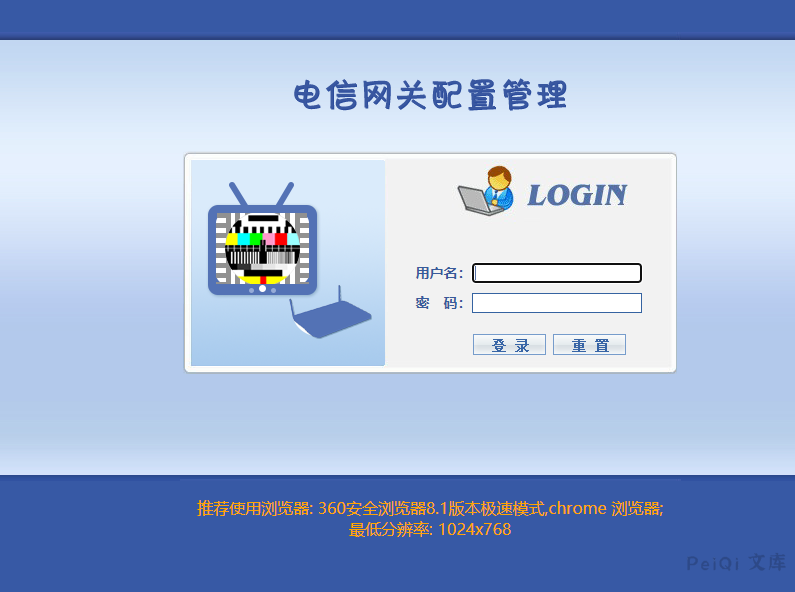 电信网关配置管理
LOGIN
用户名:
密 码:
登 录 重 置
推荐使用浏览器: 360安全浏览器8.1版本极速模式,chrome 浏览器;
最低分辨率: 1024x768
PeiQi 文库